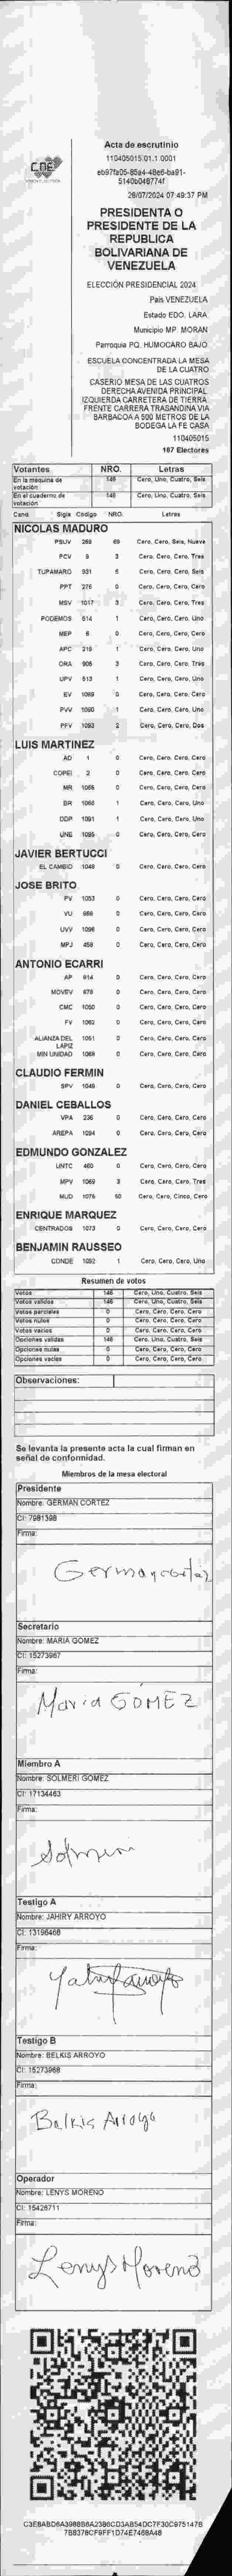 CNE
Acta de escrutinio
110405015.01.1.0001
28/07/2024 07:49:37 PM
PRESIDENTA O
PRESIDENTE DE LA
REPUBLICA
BOLIVARIANA DE
VENEZUELA
ELECCIÓN PRESIDENCIAL 2024
País VENEZUELA
Estado EDO. LARA
Municipio MP. MORAN
Parroquia PQ. HUMOCARO BAJO
ESCUELA CONCENTRADA LA MESA
DE LA CUATRO
CASERIO MESA DE LAS CUATROS
DERECHA AVENIDA PRINCIPAL
IZQUIERDA CARRETERA DE TIERRA
FRENTE CARRERA TRASANDINA VIA
BARBACOA A 500 METROS DE LA
BODEGA LA FE CASA
110405015
187 Electores
Votantes NRO. Letras
En la máquina de votación 146 Cero, Uno, Cuatro, Seis
En el cuaderno de votación 146 Cero, Uno, Cuatro, Seis
Cand Sigla Código NRO. Letras
NICOLAS MADURO
PSUV 269 69 Cero, Cero, Seis, Nueve
PCV 9 3 Cero, Cero, Cero, Tres
TUPAMARO 931 6 Cero, Cero, Cero, Seis
PPT 276 0 Cero, Cero, Cero, Cero
MSV 1017 3 Cero, Cero, Cero, Tres
PODEMOS 614 1 Cero, Cero, Cero, Uno
MEP 6 0 Cero, Cero, Cero, Cero
APC 219 1 Cero, Cero, Cero, Uno
ORA 906 3 Cero, Cero, Cero, Tres
UPV 513 1 Cero, Cero, Cero, Uno
EV 1089 0 Cero, Cero, Cero, Cero
PVV 1090 1 Cero, Cero, Cero, Uno
PFV 1093 2 Cero, Cero, Cero, Dos
LUIS MARTINEZ
AD 1 0 Cero, Cero, Cero, Cero
COPEI 2 0 Cero, Cero, Cero, Cero
MR 1065 0 Cero, Cero, Cero, Cero
BR 1066 1 Cero, Cero, Cero, Uno
DDP 1091 1 Cero, Cero, Cero, Uno
UNE 1095 0 Cero, Cero, Cero, Cero
JAVIER BERTUCCI
EL CAMBIO 1048 0 Cero, Cero, Cero, Cero
JOSE BRITO
PV 1053 0 Cero, Cero, Cero, Cero
VU 888 0 Cero, Cero, Cero, Cero
UVV 1096 0 Cero, Cero, Cero, Cero
MPJ 458 0 Cero, Cero, Cero, Cero
ANTONIO ECARRI
AP 914 0 Cero, Cero, Cero, Cero
MOVEV 679 0 Cero, Cero, Cero, Cero
CMC 1050 0 Cero, Cero, Cero, Cero
FV 1062 0 Cero, Cero, Cero, Cero
ALIANZA DEL LAPIZ 1051 0 Cero, Cero, Cero, Cero
MIN UNIDAD 1068 0 Cero, Cero, Cero, Cero
CLAUDIO FERMIN
SPV 1049 0 Cero, Cero, Cero, Cero
DANIEL CEBALLOS
VPA 236 0 Cero, Cero, Cero, Cero
AREPA 1094 0 Cero, Cero, Cero, Cero
EDMUNDO GONZALEZ
UNTC 460 0 Cero, Cero, Cero, Cero
MPV 1069 3 Cero, Cero, Cero, Tres
MUD 1076 50 Cero, Cero, Cinco, Cero
ENRIQUE MARQUEZ
CENTRADOS 1073 0 Cero, Cero, Cero, Cero
BENJAMIN RAUSSEO
CONDE 1092 1 Cero, Cero, Cero, Uno
Resumen de votos
Votos 146 Cero, Uno, Cuatro, Seis
Votos válidos 146 Cero, Uno, Cuatro, Seis
Votos parciales 0 Cero, Cero, Cero, Cero
Votos nulos 0 Cero, Cero, Cero, Cero
Votos vacíos 0 Cero, Cero, Cero, Cero
Opciones válidas 146 Cero, Uno, Cuatro, Seis
Opciones nulas 0 Cero, Cero, Cero, Cero
Opciones vacías 0 Cero, Cero, Cero, Cero
Observaciones:
Se levanta la presente acta la cual firman en
señal de conformidad.
Miembros de la mesa electoral
Presidente
Nombre: GERMAN CORTEZ
CI: 7981398
Firma:
German cortez
Secretario
Nombre: MARIA GOMEZ
CI: 15273967
Firma:
Maria GOMEZ
Miembro A
Nombre: SOLMERI GOMEZ
CI: 17134463
Firma:
Solmeri
Testigo A
Nombre: JAHIRY ARROYO
CI: 13196468
Firma:
Testigo B
Nombre: BELKIS ARROYO
CI: 15273968
Firma:
Belkis Arroyo
Operador
Nombre: LENYS MORENO
CI: 15426711
Firma:
Lenys Moreno